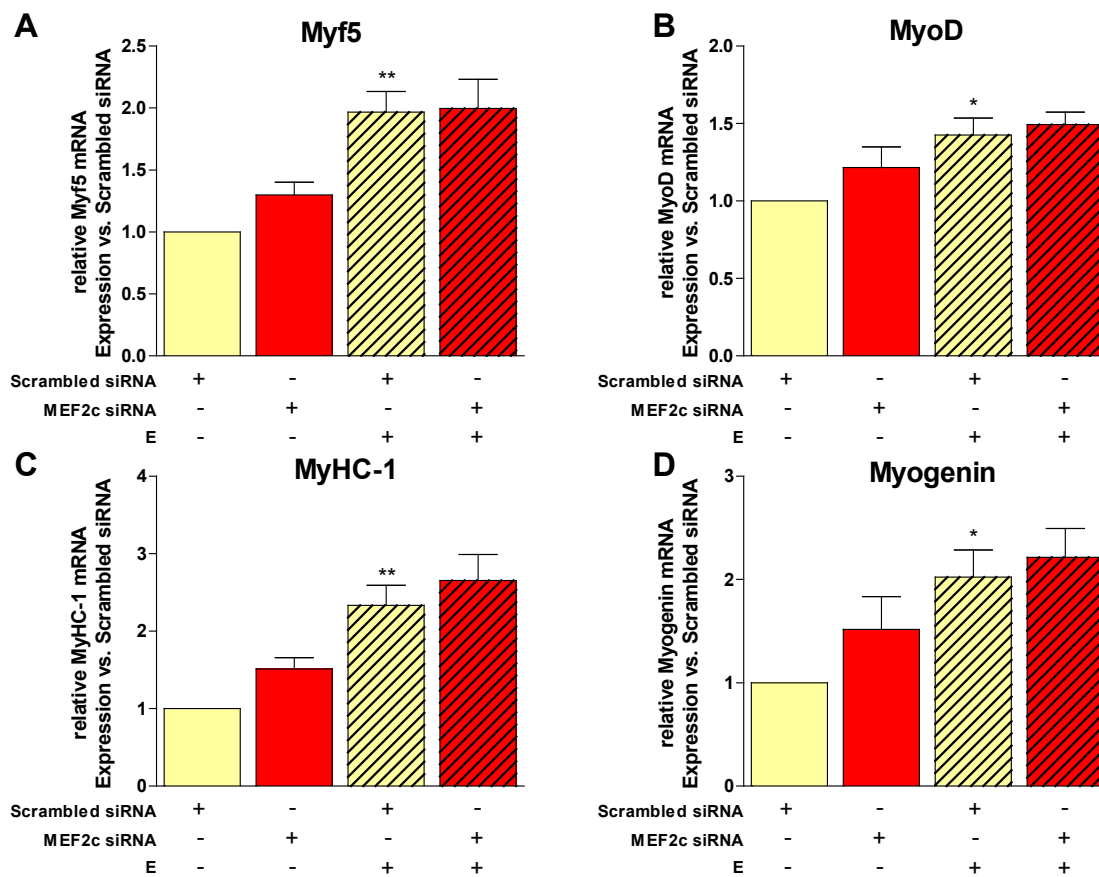 A
Myf5
relative Myf5 mRNA
Expression vs. Scrambled siRNA
2.5
2.0
1.5
1.0
0.5
0.0
**
Scrambled siRNA + - + -
MEF2c siRNA - + - +
E - - + +
B
MyoD
relative MyoD mRNA
Expression vs. Scrambled siRNA
2.0
1.5
1.0
0.5
0.0
*
Scrambled siRNA + - + -
MEF2c siRNA - + - +
E - - + +
C
MyHC-1
relative MyHC-1 mRNA
Expression vs. Scrambled siRNA
4
3
2
1
0
**
Scrambled siRNA + - + -
MEF2c siRNA - + - +
E - - + +
D
Myogenin
relative Myogenin mRNA
Expression vs. Scrambled siRNA
3
2
1
0
*
Scrambled siRNA + - + -
MEF2c siRNA - + - +
E - - + +